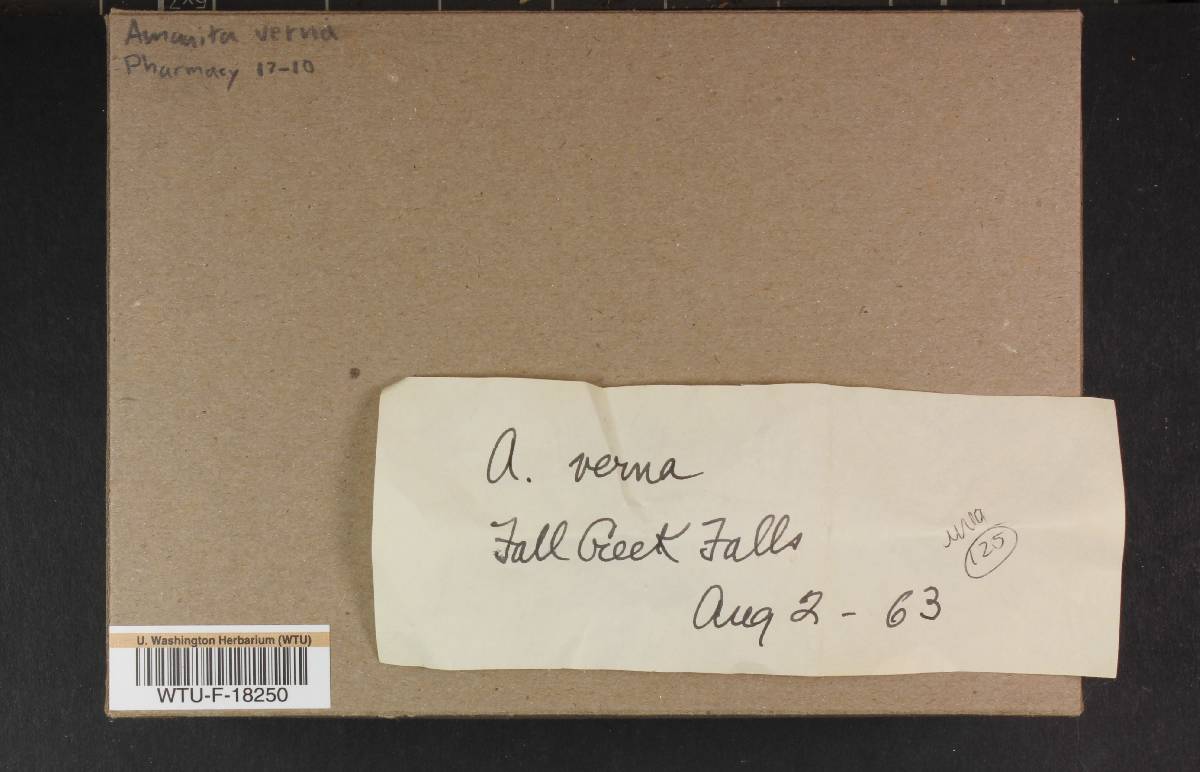 Amanita verna
Pharmacy 17-10
A. verna
Fall Creek Falls
125
Aug 2 - 63
U. Washington Herbarium (WTU)
WTU-F-18250